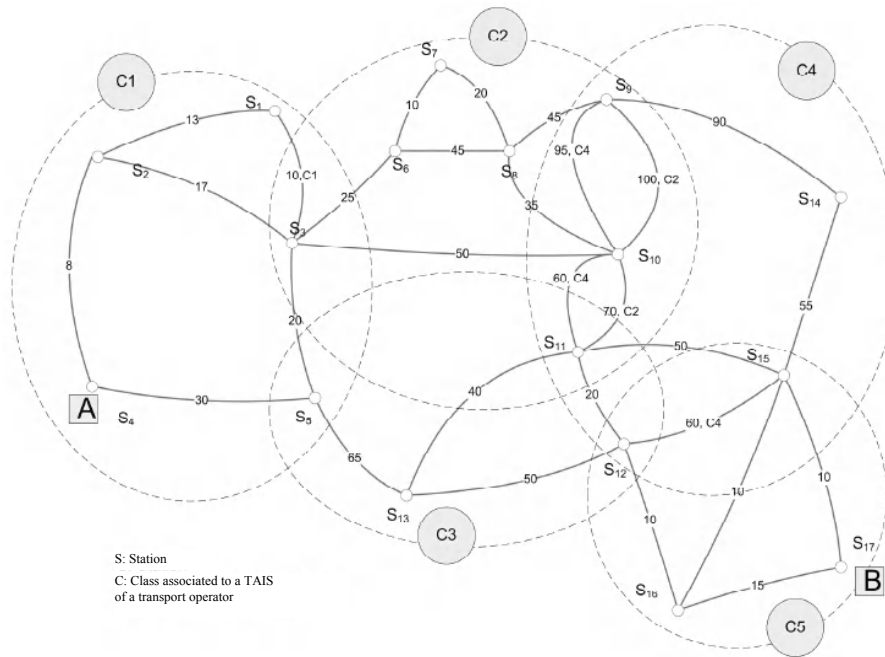 C2
C1
C4
S7
S9
S1
13
10
20
45
90
95, C4
S2
S6
45
S8
100, C2
10,C1
17
25
35
S14
S3
50
S10
8
60, C4
20
70, C2
55
S11
50
S15
40
20
A
S4
30
S5
60, C4
65
S12
50
10
S13
10
10
C3
S17
B
15
S16
C5
S: Station
C: Class associated to a TAIS
of a transport operator